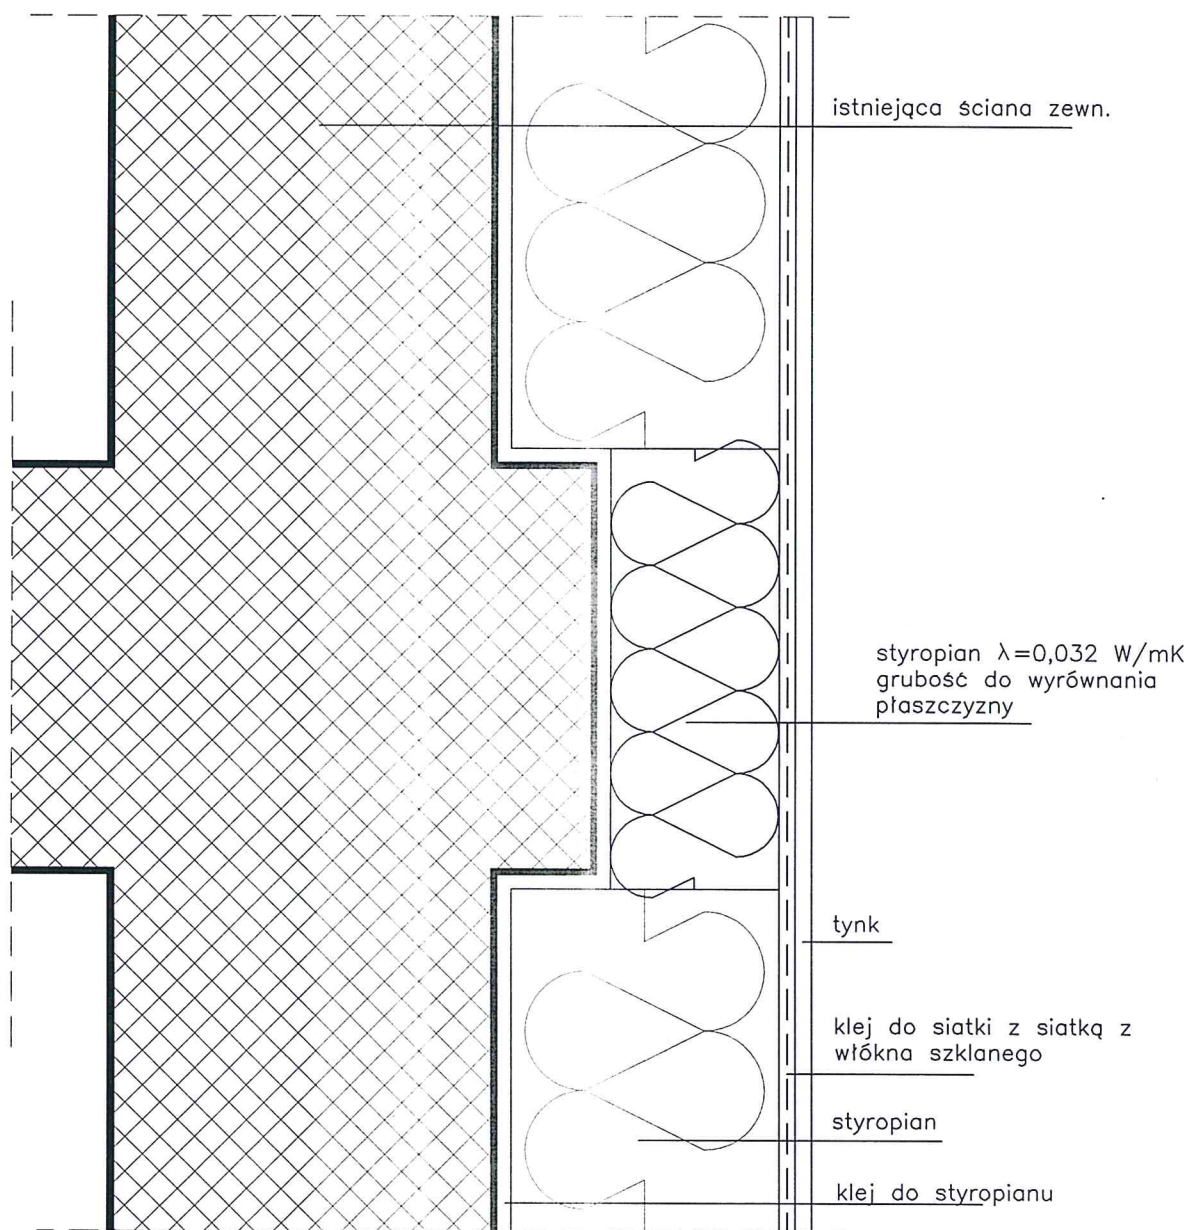 istniejąca ściana zewn.
styropian λ=0,032 W/mK
grubość do wyrównania
płaszczyzny
tynk
klej do siatki z siatką z
włókna szklanego
styropian
klej do styropianu